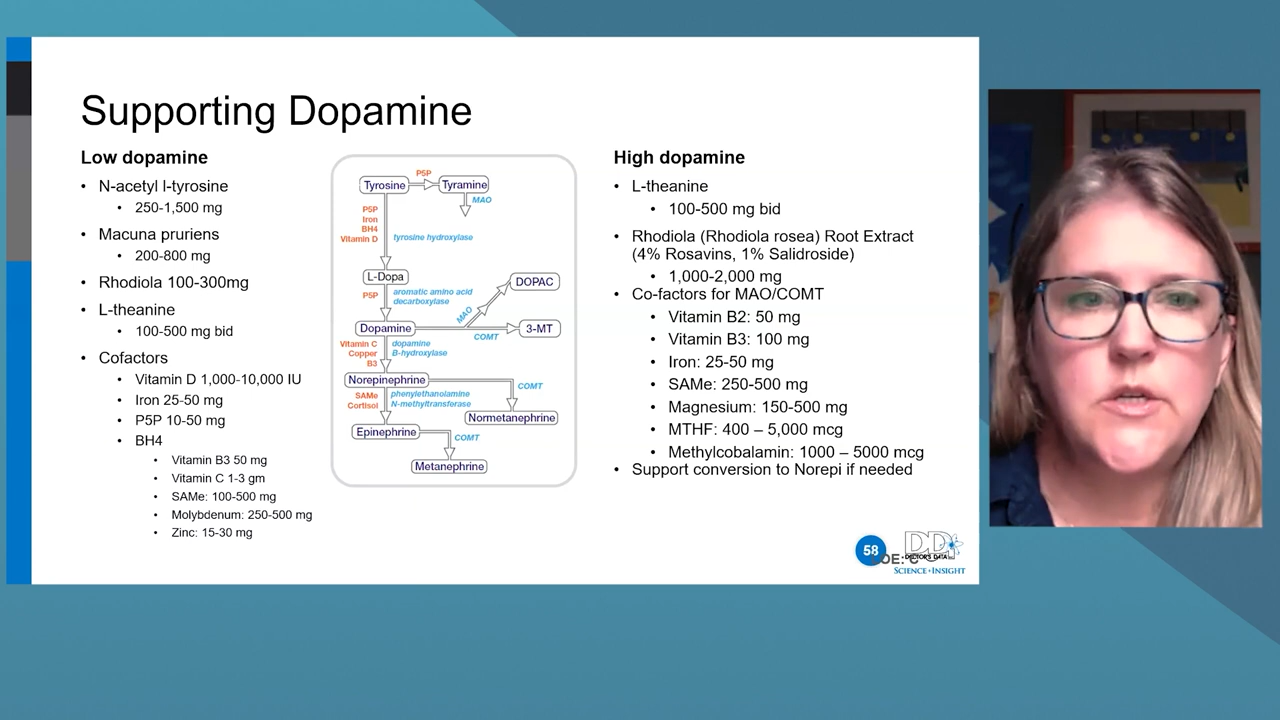 Supporting Dopamine
Low dopamine
• N-acetyl l-tyrosine
• 250-1,500 mg
• Macuna pruriens
• 200-800 mg
• Rhodiola 100-300mg
• L-theanine
• 100-500 mg bid
• Cofactors
• Vitamin D 1,000-10,000 IU
• Iron 25-50 mg
• P5P 10-50 mg
• BH4
• Vitamin B3 50 mg
• Vitamin C 1-3 gm
• SAMe: 100-500 mg
• Molybdenum: 250-500 mg
• Zinc: 15-30 mg
P5P
Tyrosine
Tyramine
MAO
P5P
Iron
BH4
Vitamin D
tyrosine hydroxylase
L-Dopa
P5P
aromatic amino acid
decarboxylase
DOPAC
MAO
Dopamine
3-MT
COMT
Vitamin C
Copper
B3
dopamine
B-hydroxylase
Norepinephrine
COMT
SAMe
Cortisol
phenylethanolamine
N-methyltransferase
Normetanephrine
Epinephrine
COMT
Metanephrine
High dopamine
• L-theanine
• 100-500 mg bid
• Rhodiola (Rhodiola rosea) Root Extract
(4% Rosavins, 1% Salidroside)
• 1,000-2,000 mg
• Co-factors for MAO/COMT
• Vitamin B2: 50 mg
• Vitamin B3: 100 mg
• Iron: 25-50 mg
• SAMe: 250-500 mg
• Magnesium: 150-500 mg
• MTHF: 400 – 5,000 mcg
• Methylcobalamin: 1000 – 5000 mcg
• Support conversion to Norepi if needed
58
DDI
DOCTOR'S DATA
SCIENCE+INSIGHT